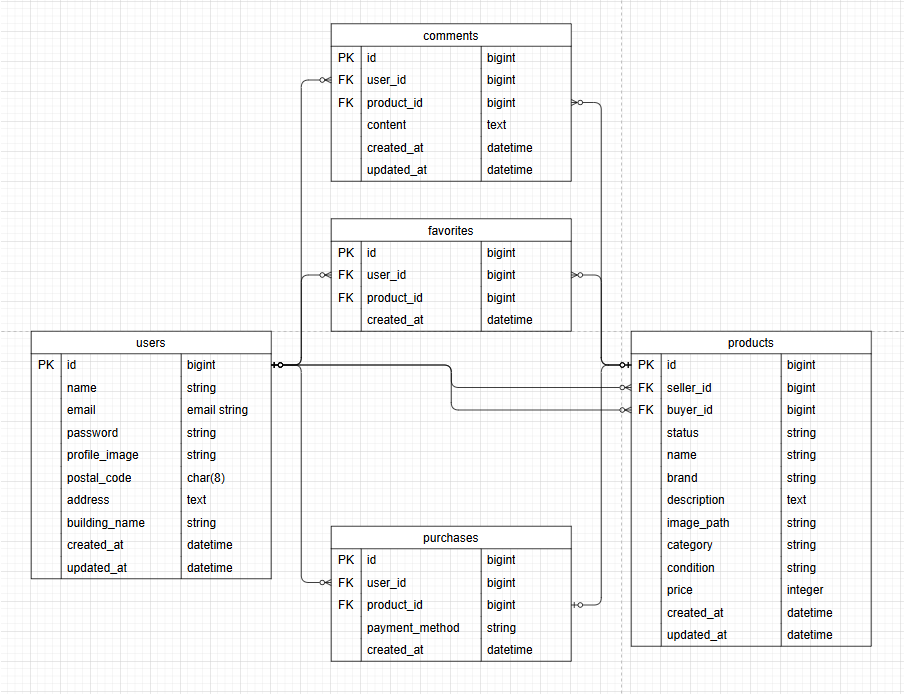 comments
PK id bigint
FK user_id bigint
FK product_id bigint
content text
created_at datetime
updated_at datetime
favorites
PK id bigint
FK user_id bigint
FK product_id bigint
created_at datetime
users
PK id bigint
name string
email email string
password string
profile_image string
postal_code char(8)
address text
building_name string
created_at datetime
updated_at datetime
products
PK id bigint
FK seller_id bigint
FK buyer_id bigint
status string
name string
brand string
description text
image_path string
category string
condition string
price integer
created_at datetime
updated_at datetime
purchases
PK id bigint
FK user_id bigint
FK product_id bigint
payment_method string
created_at datetime